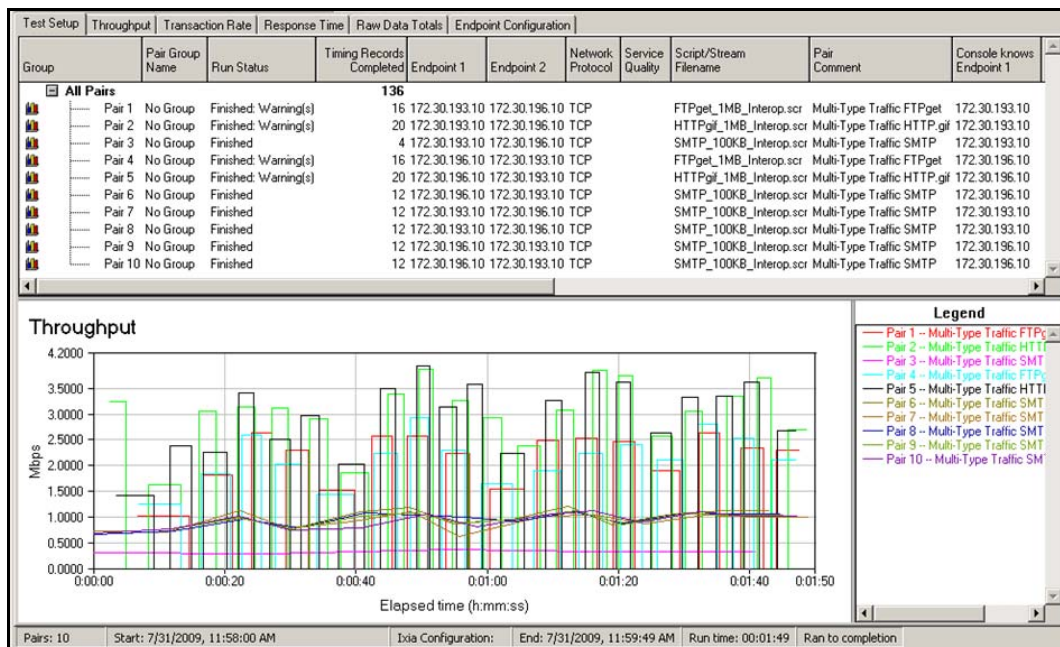 Test Setup Throughput Transaction Rate Response Time Raw Data Totals Endpoint Configuration
Group Pair Group Name Run Status Timing Records Completed Endpoint 1 Endpoint 2 Network Protocol Service Quality Script/Stream Filename Pair Comment Console knows Endpoint 1
All Pairs 136
Pair 1 No Group Finished: Warning(s) 16 172.30.193.10 172.30.196.10 TCP FTPget_1MB_Interop.scr Multi-Type Traffic FTPget 172.30.193.10
Pair 2 No Group Finished: Warning(s) 20 172.30.193.10 172.30.196.10 TCP HTTPgif_1MB_Interop.scr Multi-Type Traffic HTTP.gif 172.30.193.10
Pair 3 No Group Finished 4 172.30.193.10 172.30.196.10 TCP SMTP_100KB_Interop.scr Multi-Type Traffic SMTP 172.30.193.10
Pair 4 No Group Finished: Warning(s) 16 172.30.196.10 172.30.193.10 TCP FTPget_1MB_Interop.scr Multi-Type Traffic FTPget 172.30.196.10
Pair 5 No Group Finished: Warning(s) 20 172.30.196.10 172.30.193.10 TCP HTTPgif_1MB_Interop.scr Multi-Type Traffic HTTP.gif 172.30.196.10
Pair 6 No Group Finished 12 172.30.193.10 172.30.196.10 TCP SMTP_100KB_Interop.scr Multi-Type Traffic SMTP 172.30.193.10
Pair 7 No Group Finished 12 172.30.193.10 172.30.196.10 TCP SMTP_100KB_Interop.scr Multi-Type Traffic SMTP 172.30.193.10
Pair 8 No Group Finished 12 172.30.196.10 172.30.193.10 TCP SMTP_100KB_Interop.scr Multi-Type Traffic SMTP 172.30.196.10
Pair 9 No Group Finished 12 172.30.196.10 172.30.193.10 TCP SMTP_100KB_Interop.scr Multi-Type Traffic SMTP 172.30.196.10
Pair 10 No Group Finished 12 172.30.196.10 172.30.193.10 TCP SMTP_100KB_Interop.scr Multi-Type Traffic SMTP 172.30.196.10
Throughput
4.2000
3.5000
3.0000
2.5000
2.0000
1.5000
1.0000
0.5000
0.0000
Mbps
0:00:00 0:00:20 0:00:40 0:01:00 0:01:20 0:01:40 0:01:50
Elapsed time (h:mm:ss)
Legend
Pair 1 -- Multi-Type Traffic FTPg
Pair 2 -- Multi-Type Traffic HTTI
Pair 3 -- Multi-Type Traffic SMT
Pair 4 -- Multi-Type Traffic FTPg
Pair 5 -- Multi-Type Traffic HTTI
Pair 6 -- Multi-Type Traffic SMT
Pair 7 -- Multi-Type Traffic SMT
Pair 8 -- Multi-Type Traffic SMT
Pair 9 -- Multi-Type Traffic SMT
Pair 10 -- Multi-Type Traffic SM
Pairs: 10 Start: 7/31/2009, 11:58:00 AM Ixia Configuration: End: 7/31/2009, 11:59:49 AM Run time: 00:01:49 Ran to completion